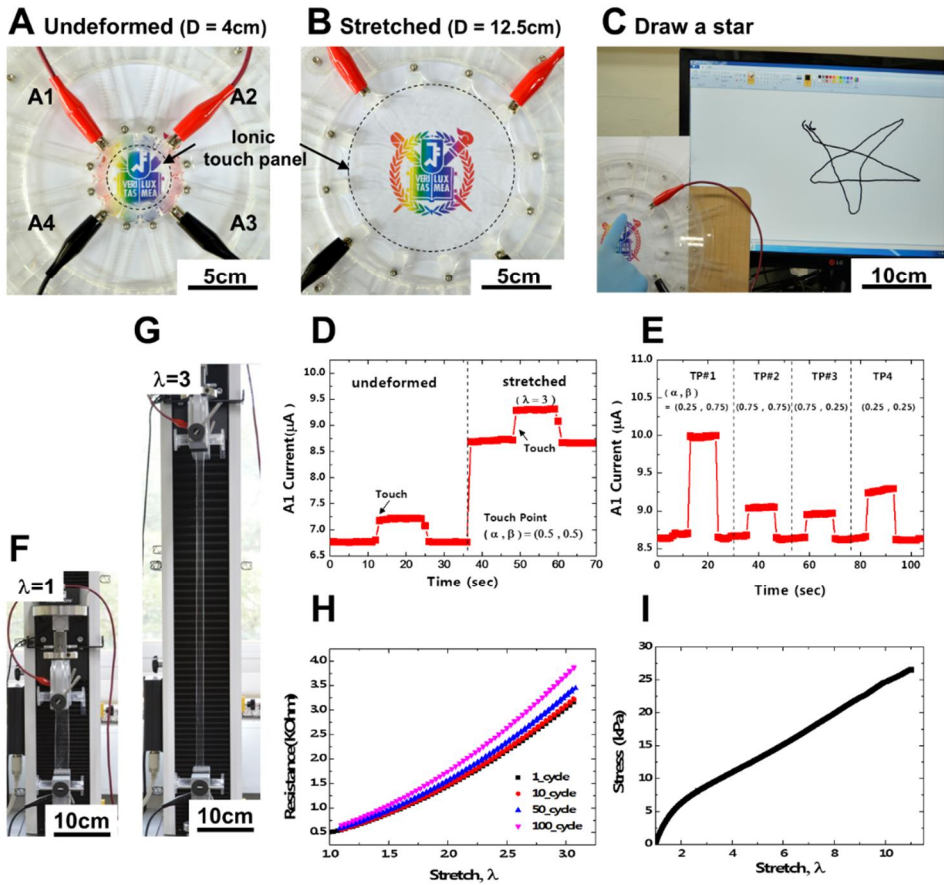 A Undeformed (D = 4cm)
A1
A2
A4
A3
VERI LUX
TAS MEA
5cm
Ionic
touch panel
B Stretched (D = 12.5cm)
VERI LUX
TAS MEA
5cm
C Draw a star
LG
10cm
G
λ=3
10cm
F
λ=1
10cm
D
undeformed
stretched
(λ = 3)
Touch
Touch
Touch Point
(α , β) = (0.5 , 0.5)
A1 Current(μA)
10.0
9.5
9.0
8.5
8.0
7.5
7.0
6.5
0 10 20 30 40 50 60 70
Time (sec)
E
TP#1 TP#2 TP#3 TP4
(α , β)
= (0.25 , 0.75) (0.75 , 0.75) (0.75 , 0.25) (0.25 , 0.25)
A1 Current (μA)
11.0
10.5
10.0
9.5
9.0
8.5
0 20 40 60 80 100
Time (sec)
H
Resistance(KOhm)
4.0
3.5
3.0
2.5
2.0
1.5
1.0
0.5
1.0 1.5 2.0 2.5 3.0
Stretch, λ
1_cycle
10_cycle
50_cycle
100_cycle
I
Stress (kPa)
30
25
20
15
10
5
0
2 4 6 8 10
Stretch, λ